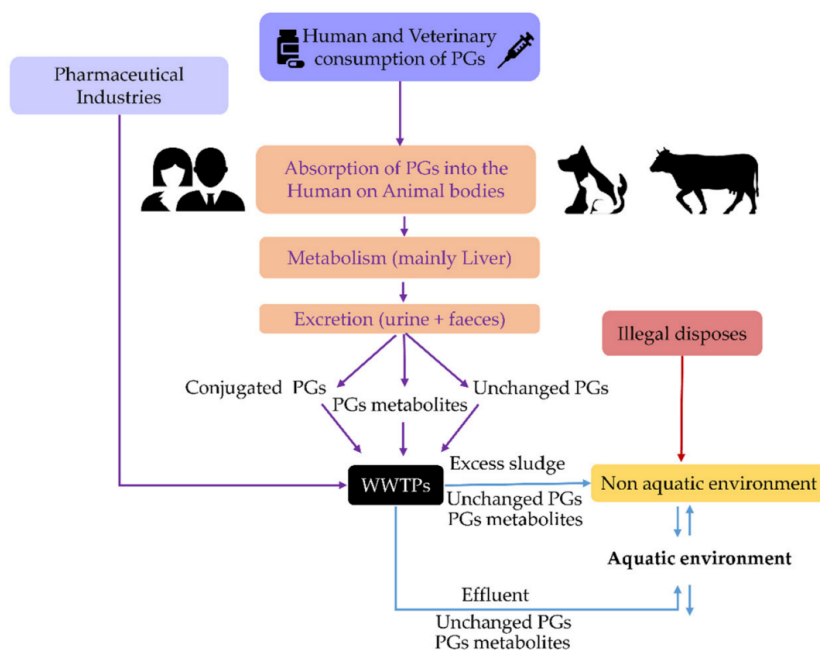 Human and Veterinary
consumption of PGs
Pharmaceutical
Industries
Absorption of PGs into the
Human on Animal bodies
Metabolism (mainly Liver)
Excretion (urine + faeces)
Illegal disposes
Conjugated PGs
PGs metabolites
Unchanged PGs
WWTPs
Excess sludge
Unchanged PGs
PGs metabolites
Non aquatic environment
Aquatic environment
Effluent
Unchanged PGs
PGs metabolites